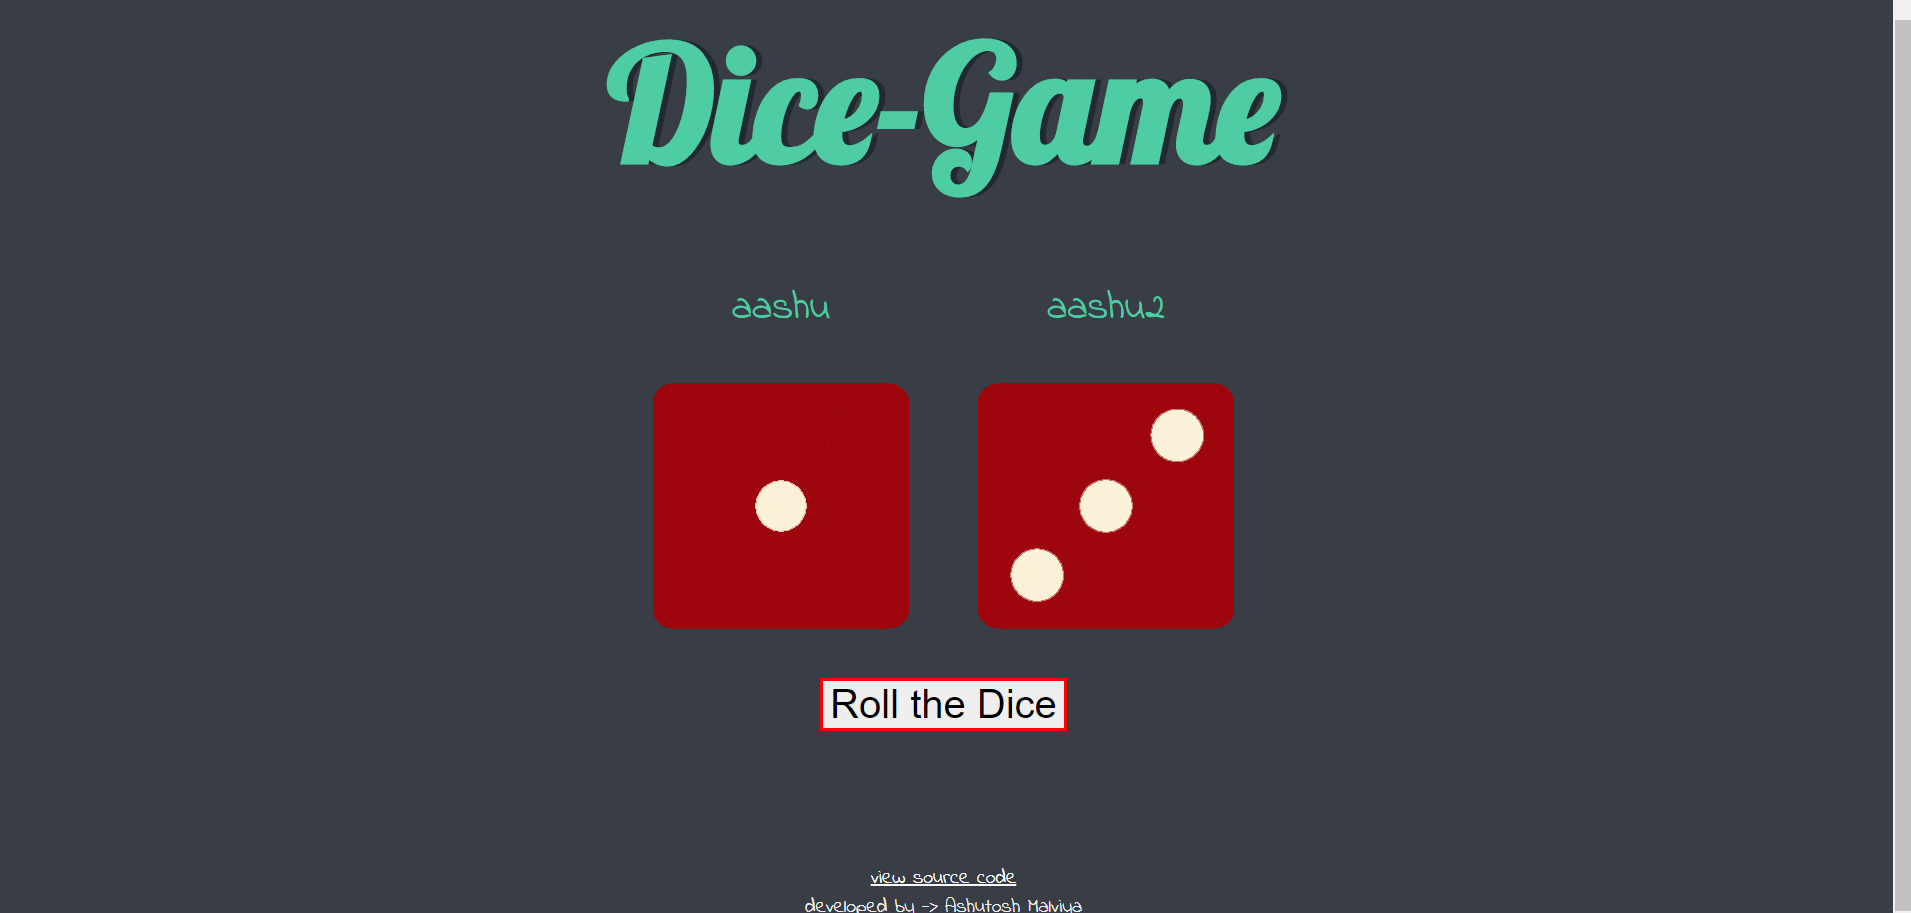 Dice-Game
aashu aashu2
Roll the Dice
view source code
developed by -> Ashutosh Malviya